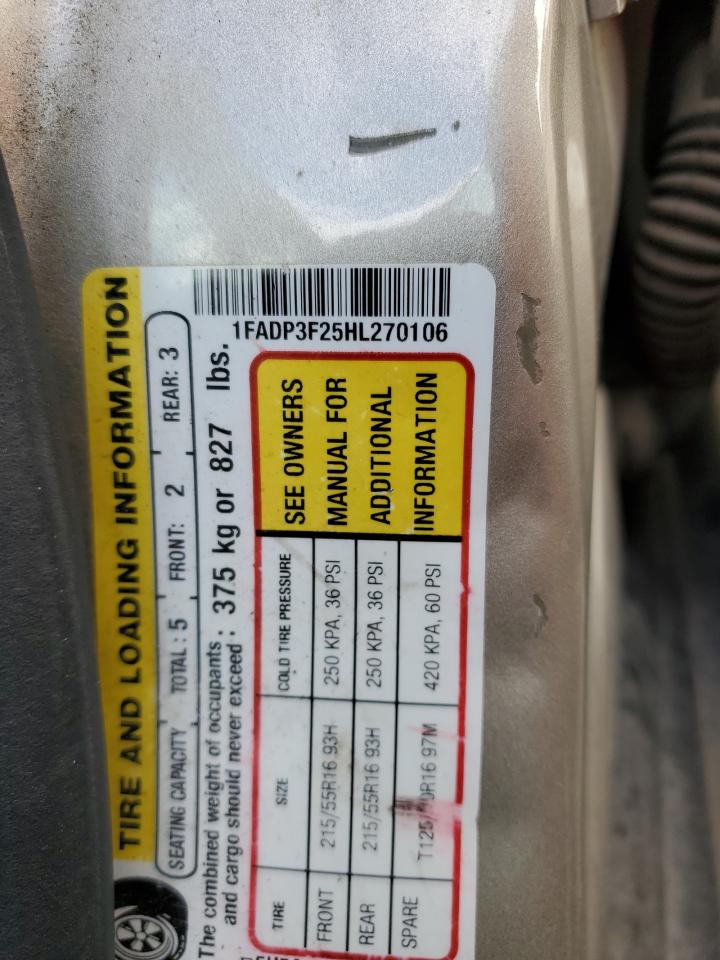 TIRE AND LOADING INFORMATION
SEATING CAPACITY TOTAL : 5 FRONT: 2 REAR: 3
The combined weight of occupants
and cargo should never exceed : 375 kg or 827 lbs.
TIRE SIZE COLD TIRE PRESSURE
FRONT 215/55R16 93H 250 KPA, 36 PSI
REAR 215/55R16 93H 250 KPA, 36 PSI
SPARE 97M 420 KPA, 60 PSI
SEE OWNERS
MANUAL FOR
ADDITIONAL
INFORMATION
1FADP3F25HL270106